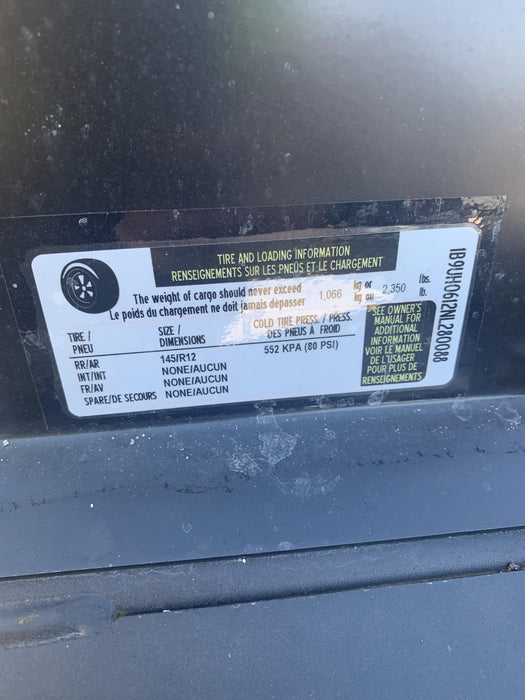 TIRE AND LOADING INFORMATION
RENSEIGNEMENTS SUR LES PNEUS ET LE CHARGEMENT
The weight of cargo should never exceed 1,066 kg or 2,350 lbs.
Le poids du chargement ne doit jamais depasser kg ou lb.
TIRE / PNEU SIZE / DIMENSIONS COLD TIRE PRESS. / PRESS. DES PNEUS À FROID
RR/AR 145/R12 552 KPA (80 PSI)
INT/INT NONE/AUCUN
FR/AV NONE/AUCUN
SPARE/DE SECOURS NONE/AUCUN
SEE OWNER'S
MANUAL FOR
ADDITIONAL
INFORMATION
VOIR LE MANUEL
DE L'USAGER
POUR PLUS DE
RENSEIGNEMENTS
1B9UH0612NL280088